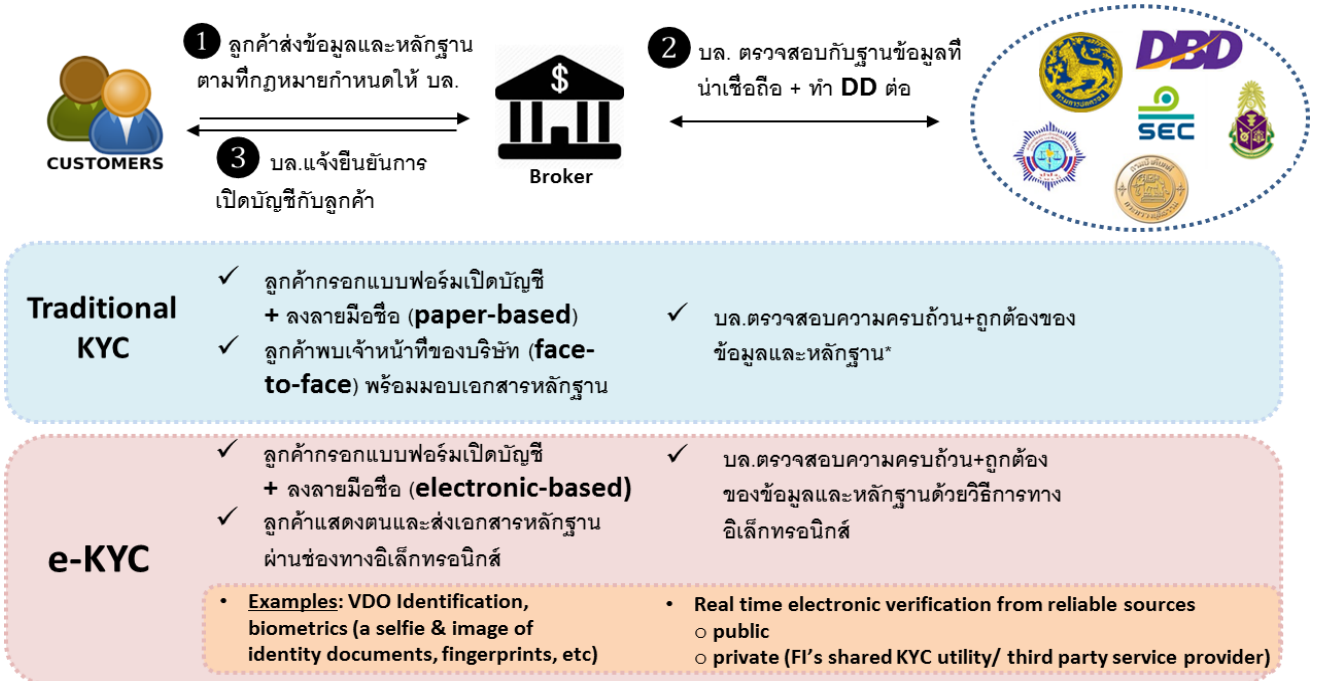 1 ลูกค้าส่งข้อมูลและหลักฐาน
ตามที่กฎหมายกำหนดให้ บล.
CUSTOMERS
3 บล.แจ้งยืนยันการ
เปิดบัญชีกับลูกค้า
$
Broker
2 บล. ตรวจสอบกับฐานข้อมูลที่
น่าเชื่อถือ + ทำ DD ต่อ
DBD
SEC
กรมการปกครอง
Traditional
KYC
✓ ลูกค้ากรอกแบบฟอร์มเปิดบัญชี
+ ลงลายมือชื่อ (paper-based)
✓ ลูกค้าพบเจ้าหน้าที่ของบริษัท (face-
to-face) พร้อมมอบเอกสารหลักฐาน
✓ บล.ตรวจสอบความครบถ้วน+ถูกต้องของ
ข้อมูลและหลักฐาน*
e-KYC
✓ ลูกค้ากรอกแบบฟอร์มเปิดบัญชี
+ ลงลายมือชื่อ (electronic-based)
✓ ลูกค้าแสดงตนและส่งเอกสารหลักฐาน
ผ่านช่องทางอิเล็กทรอนิกส์
✓ บล.ตรวจสอบความครบถ้วน+ถูกต้อง
ของข้อมูลและหลักฐานด้วยวิธีการทาง
อิเล็กทรอนิกส์
• Examples: VDO Identification,
biometrics (a selfie & image of
identity documents, fingerprints, etc)
• Real time electronic verification from reliable sources
o public
o private (FI's shared KYC utility/ third party service provider)